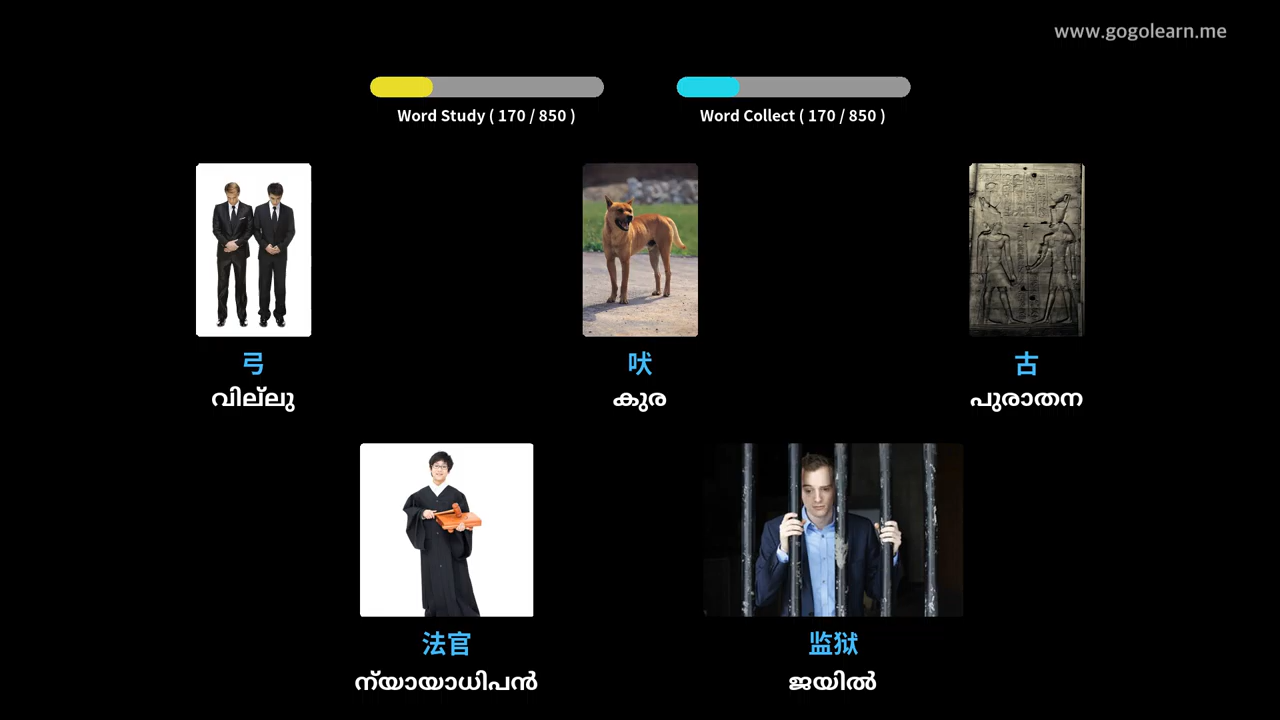 www.gogolearn.me
Word Study ( 170 / 850 )
Word Collect ( 170 / 850 )
弓
吠
古
വില്ലു
കുര
പുരാതന
法官
监狱
ന്യായാധിപൻ
ജയിൽ